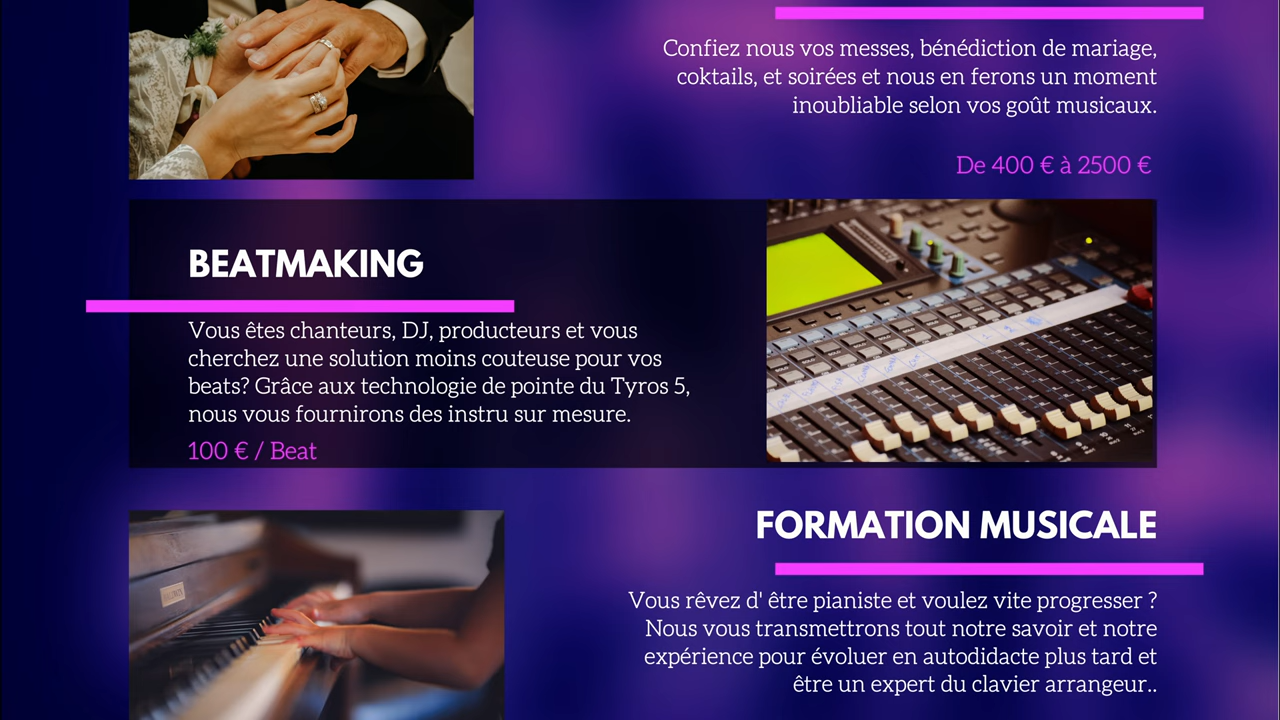 Confiez nous vos messes, bénédiction de mariage,
coktails, et soirées et nous en ferons un moment
inoubliable selon vos goût musicaux.
De 400 € à 2500 €
BEATMAKING
Vous êtes chanteurs, DJ, producteurs et vous
cherchez une solution moins couteuse pour vos
beats? Grâce aux technologie de pointe du Tyros 5,
nous vous fournirons des instru sur mesure.
100 € / Beat
FORMATION MUSICALE
Vous rêvez d' être pianiste et voulez vite progresser ?
Nous vous transmettrons tout notre savoir et notre
expérience pour évoluer en autodidacte plus tard et
être un expert du clavier arrangeur..